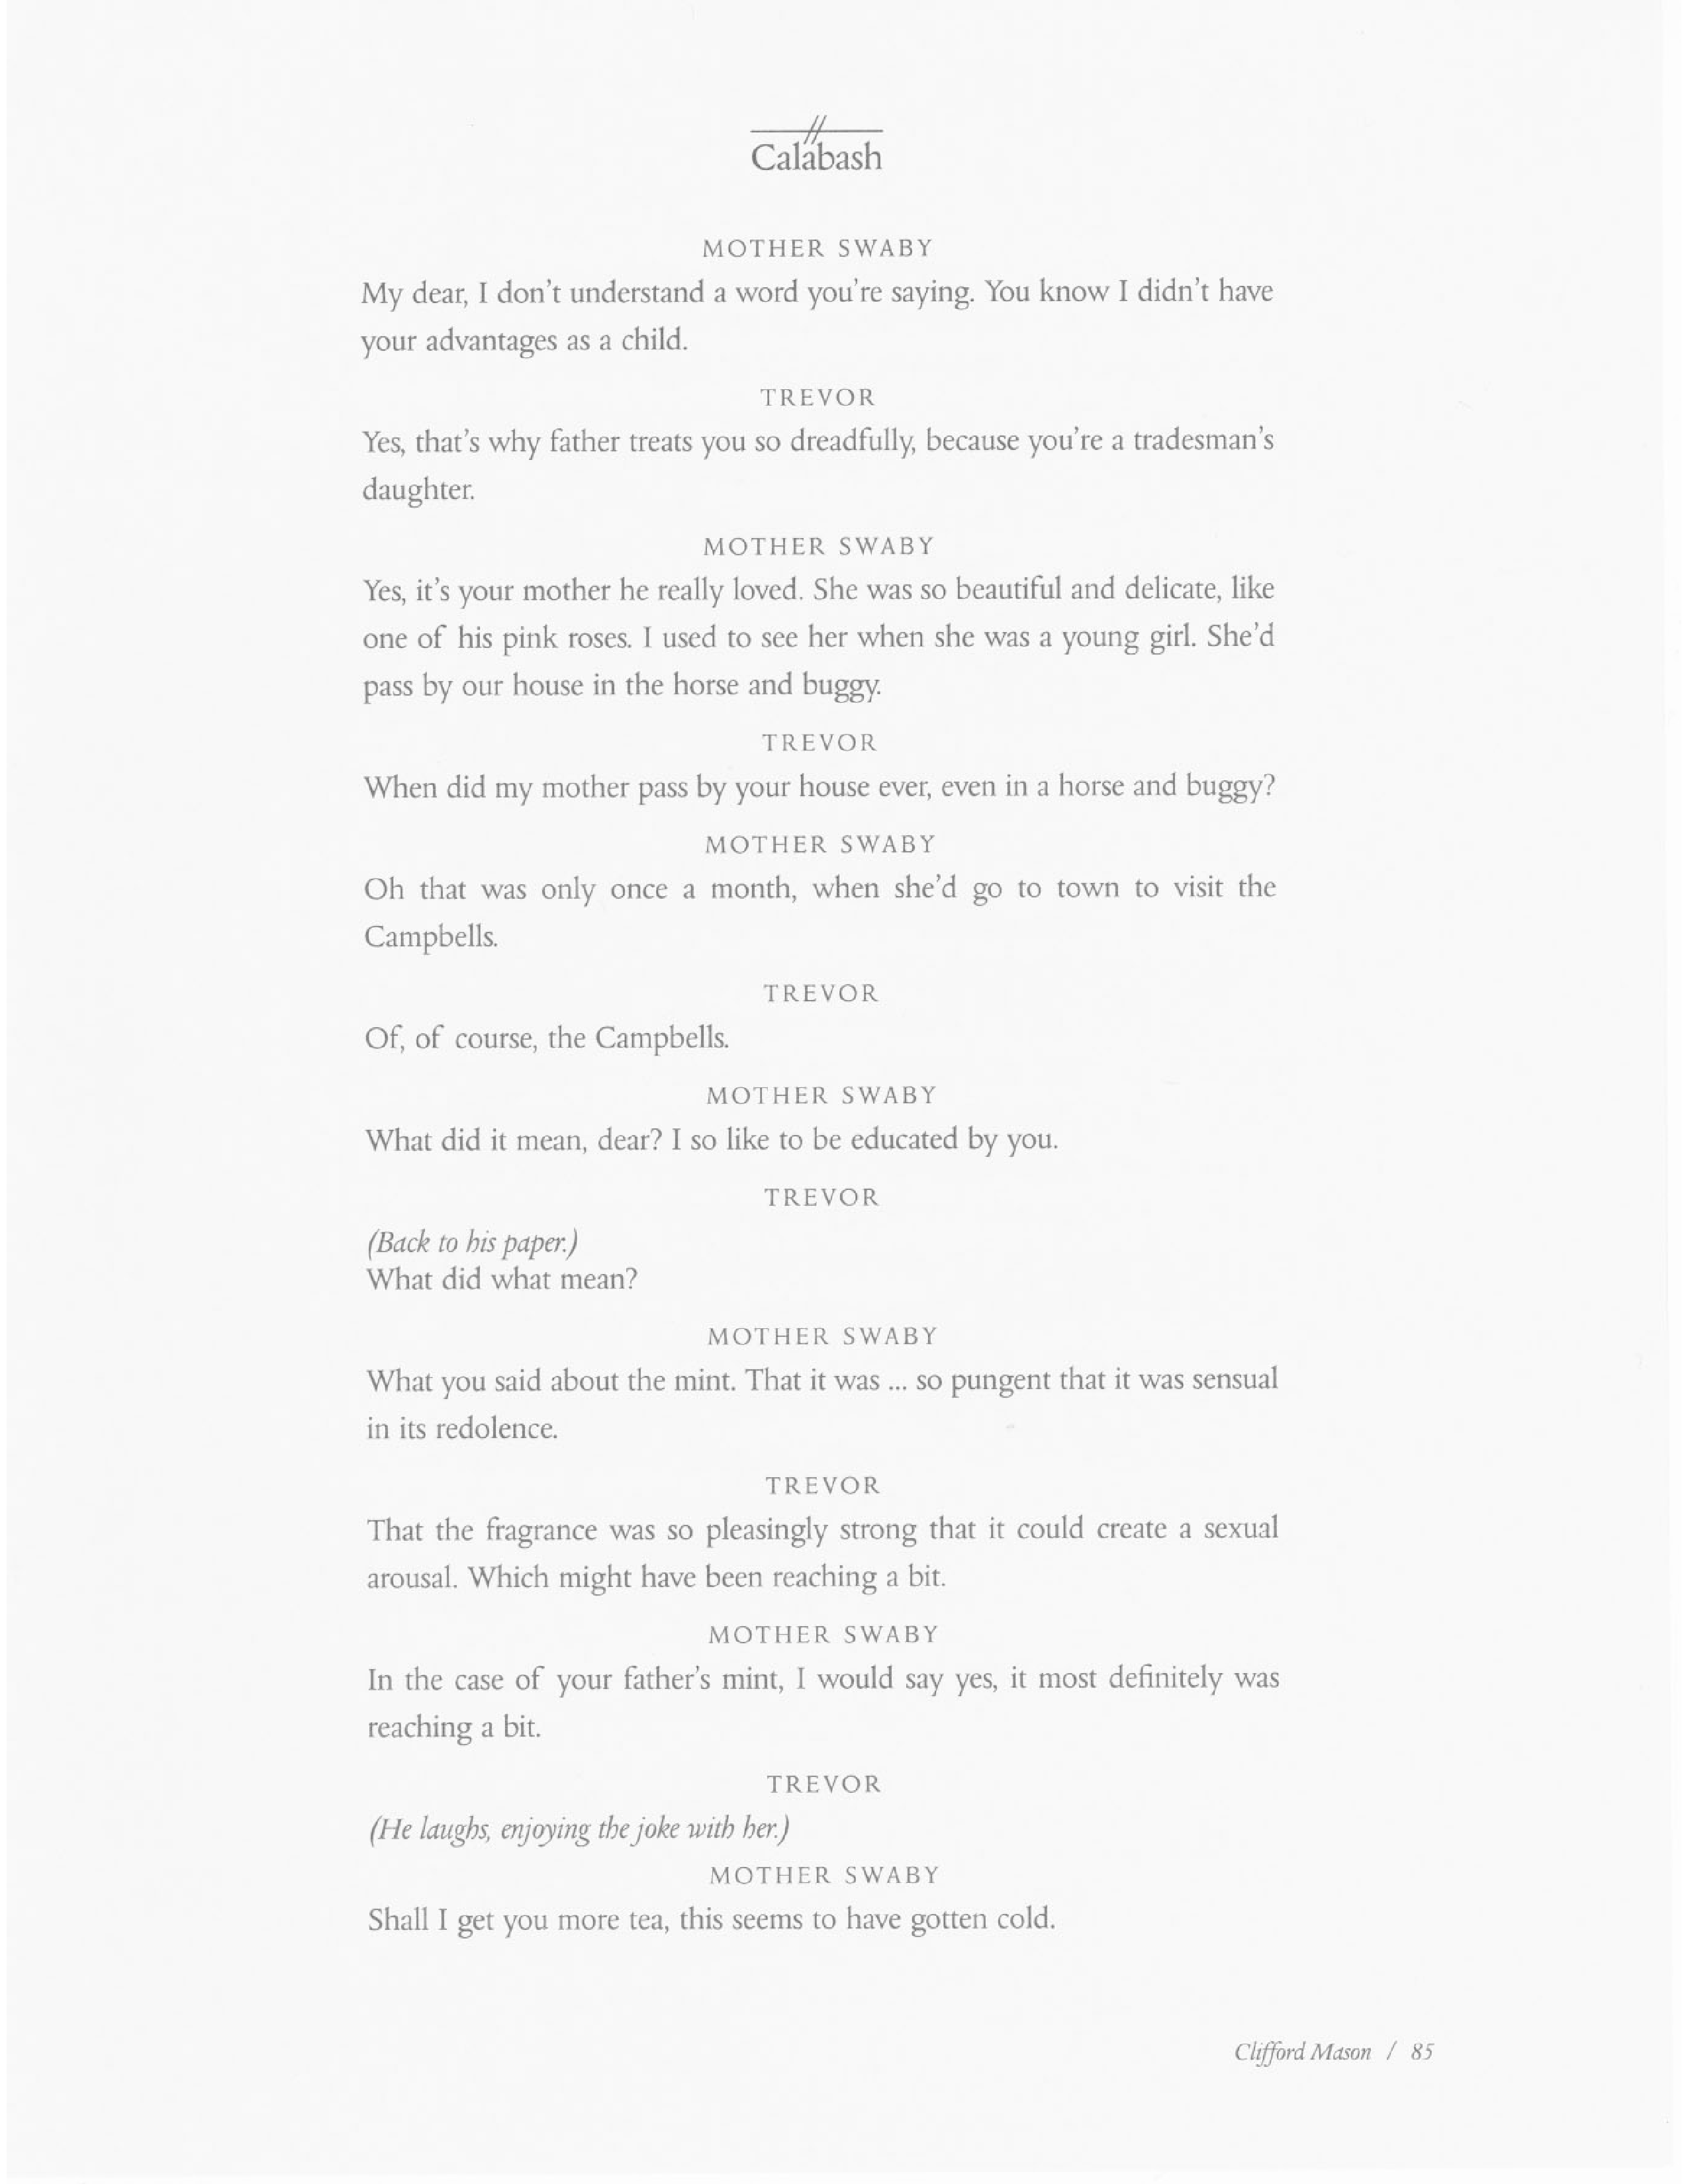 Calabash
MOTHER SWABY
My dear, I don't understand a word you're saying. You know I didn't have
your advantages as a child.
TREVOR
Yes, that's why father treats you so dreadfully, because you're a tradesman's
daughter.
MOTHER SWABY
Yes, it's your mother he really loved. She was so beautiful and delicate, like
one of his pink roses. I used to see her when she was a young girl. She'd
pass by our house in the horse and buggy.
TREVOR
When did my mother pass by your house ever, even in a horse and buggy?
MOTHER SWABY
Oh that was only once a month, when she'd go to town to visit the
Campbells.
TREVOR
Of, of course, the Campbells.
MOTHER SWABY
What did it mean, dear? I so like to be educated by you.
TREVOR
(Back to his paper.)
What did what mean?
MOTHER SWABY
What you said about the mint. That it was ... so pungent that it was sensual
in its redolence.
TREVOR
That the fragrance was so pleasingly strong that it could create a sexual
arousal. Which might have been reaching a bit.
MOTHER SWABY
In the case of your father's mint, I would say yes, it most definitely was
reaching a bit.
TREVOR
(He laughs, enjoying the joke with her.)
MOTHER SWABY
Shall I get you more tea, this seems to have gotten cold.
Clifford Mason / 85